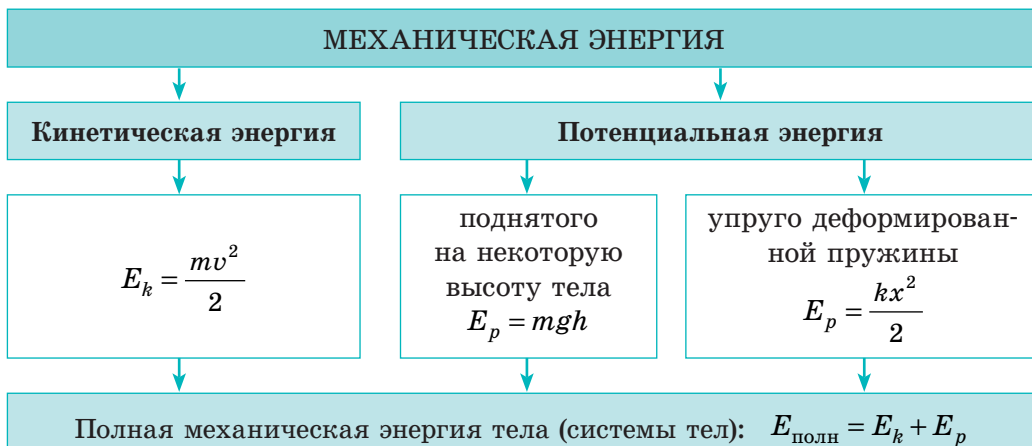 МЕХАНИЧЕСКАЯ ЭНЕРГИЯ
Кинетическая энергия
Потенциальная энергия
E_k = mv^2/2
поднятого
на некоторую
высоту тела
E_p = mgh
упруго деформирован-
ной пружины
E_p = kx^2/2
Полная механическая энергия тела (системы тел): E_полн = E_k + E_p